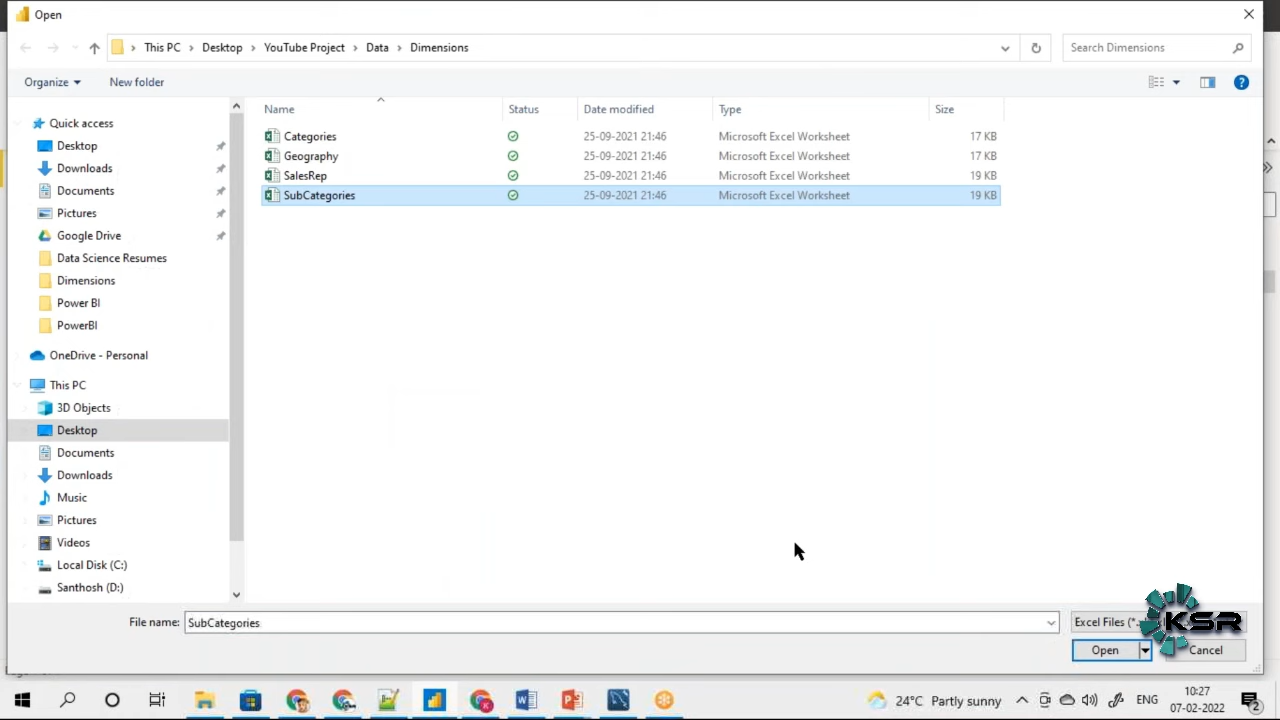 Open
This PC > Desktop > YouTube Project > Data > Dimensions
Search Dimensions
Organize
New folder
Name Status Date modified Type Size
Categories 25-09-2021 21:46 Microsoft Excel Worksheet 17 KB
Geography 25-09-2021 21:46 Microsoft Excel Worksheet 17 KB
SalesRep 25-09-2021 21:46 Microsoft Excel Worksheet 19 KB
SubCategories 25-09-2021 21:46 Microsoft Excel Worksheet 19 KB
Quick access
Desktop
Downloads
Documents
Pictures
Google Drive
Data Science Resumes
Dimensions
Power BI
PowerBI
OneDrive - Personal
This PC
3D Objects
Desktop
Documents
Downloads
Music
Pictures
Videos
Local Disk (C:)
Santhosh (D:)
File name: SubCategories
Excel Files (*.
KSR
Open
Cancel
24°C Partly sunny
ENG
10:27
07-02-2022
2